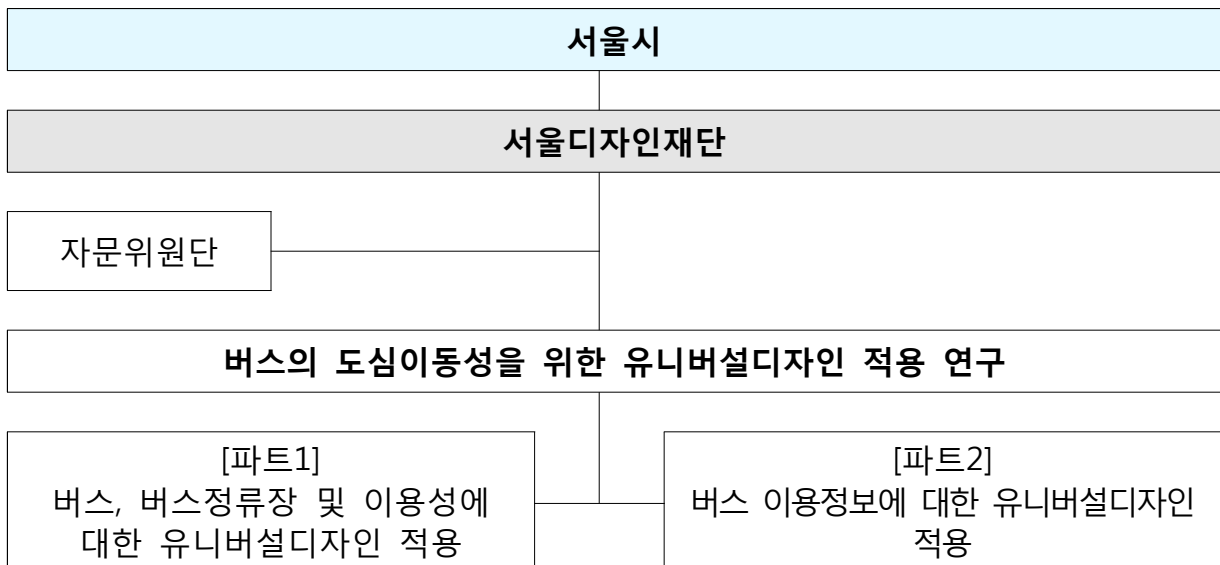 서울시
서울디자인재단
자문위원단
버스의 도심이동성을 위한 유니버설디자인 적용 연구
[파트1]
버스, 버스정류장 및 이용성에
대한 유니버설디자인 적용
[파트2]
버스 이용정보에 대한 유니버설디자인
적용